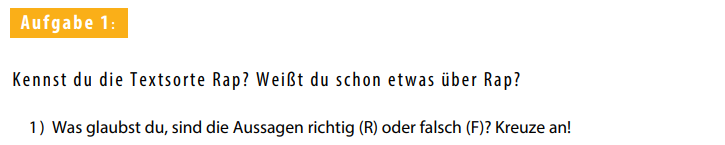 Aufgabe 1:
Kennst du die Textsorte Rap? Weißt du schon etwas über Rap?
1) Was glaubst du, sind die Aussagen richtig (R) oder falsch (F)? Kreuze an!